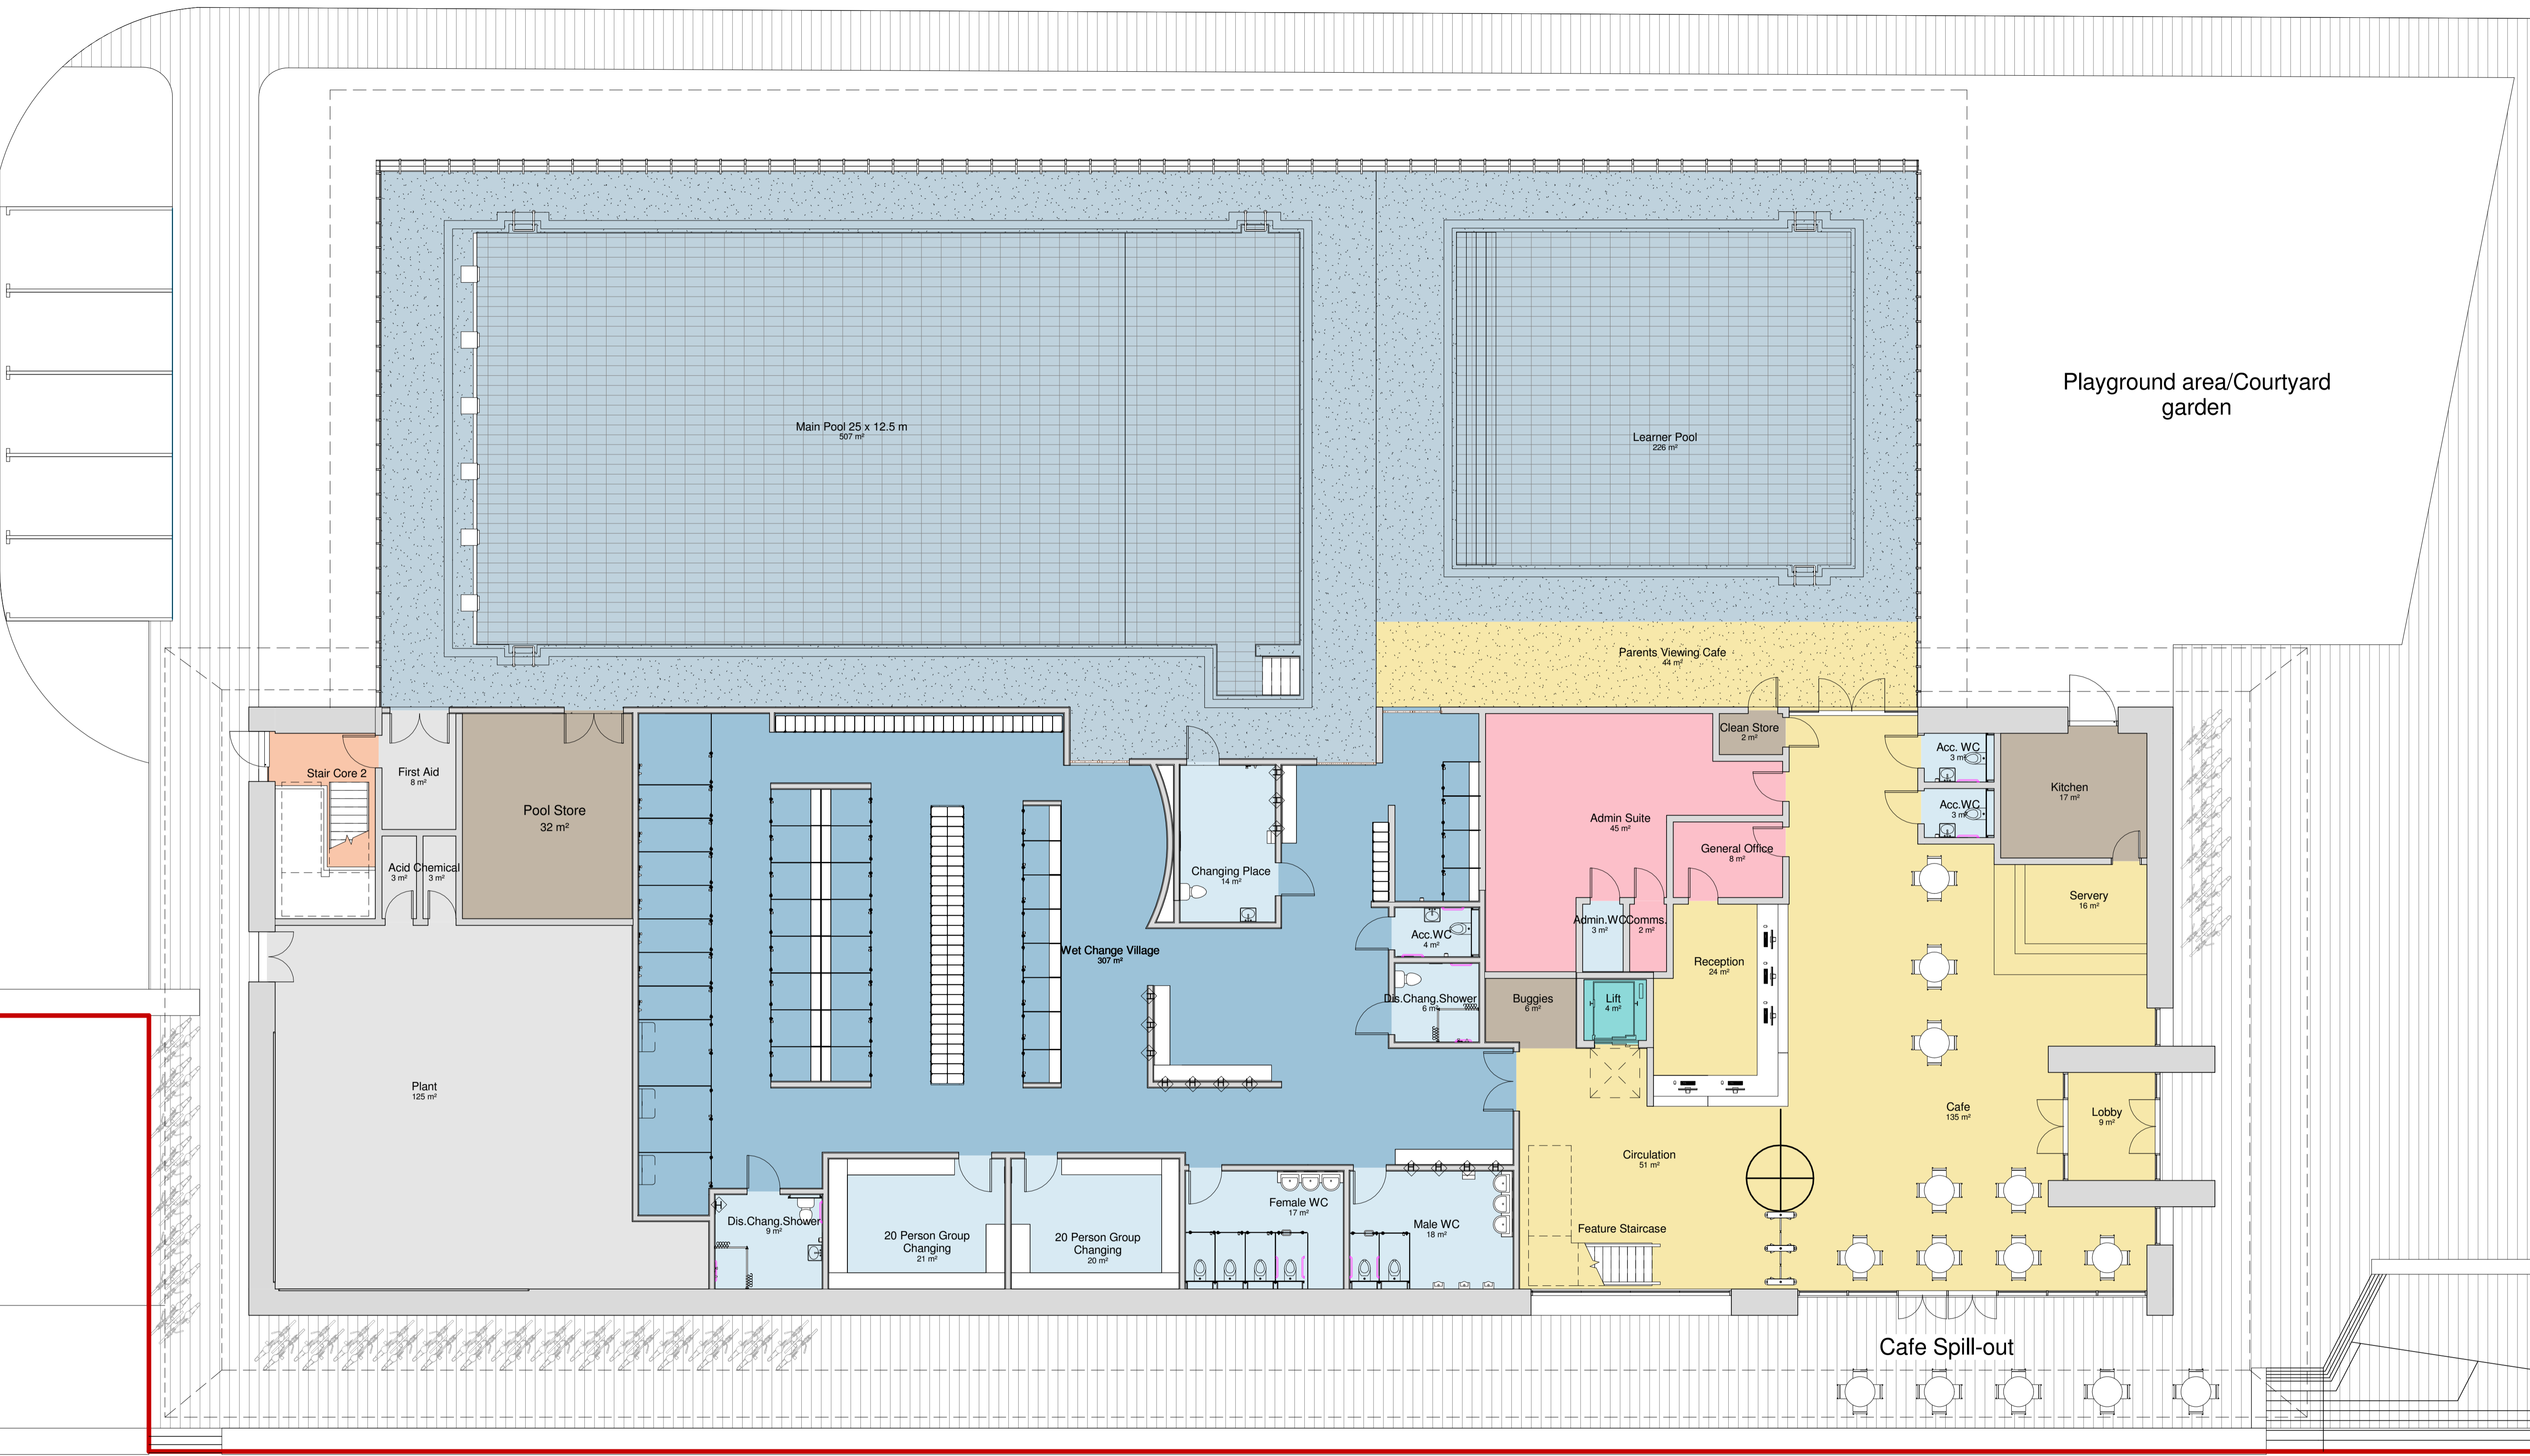 Playground area/Courtyard
garden
Main Pool 25 x 12.5 m
507 m²
Learner Pool
226 m²
Parents Viewing Cafe
44 m²
Stair Core 2
First Aid
8 m²
Pool Store
32 m²
Acid
3 m²
Chemical
3 m²
Plant
125 m²
Wet Change Village
307 m²
Changing Place
14 m²
Acc.WC
4 m²
Dis.Chang.Shower
6 m²
Admin Suite
45 m²
Clean Store
2 m²
General Office
8 m²
Admin.WC
3 m²
Comms.
2 m²
Reception
24 m²
Buggies
6 m²
Lift
4 m²
Acc. WC
3 m²
Acc.WC
3 m²
Kitchen
17 m²
Servery
16 m²
Cafe
135 m²
Lobby
9 m²
Circulation
51 m²
Feature Staircase
Dis.Chang.Shower
9 m²
20 Person Group
Changing
21 m²
20 Person Group
Changing
20 m²
Female WC
17 m²
Male WC
18 m²
Cafe Spill-out